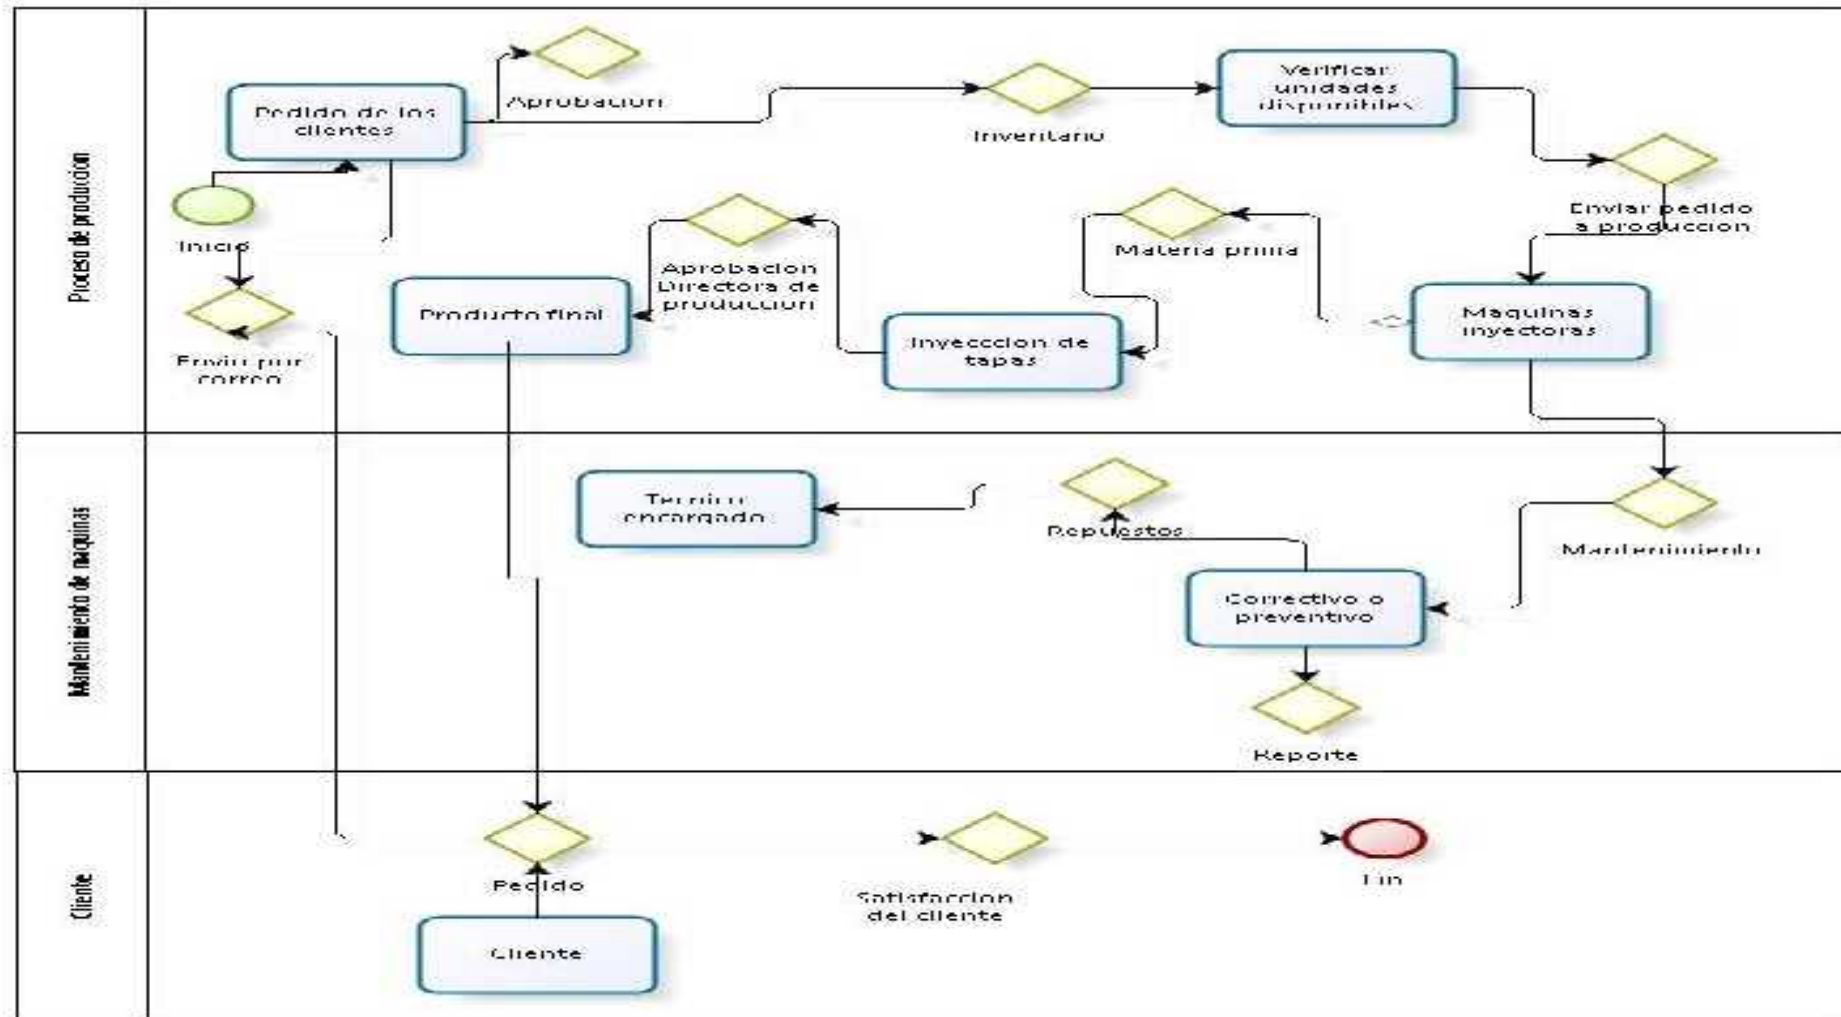 Proceso de produccion
Pedido de los
clientes
Aprobacion
Inventario
Verificar
unidades
disponibles
Enviar pedido
a produccion
Inicio
Envio por
correo
Producto final
Aprobacion
Directora de
produccion
Inyeccion de
tapas
Materia prima
Maquinas
inyectoras
Mantenimiento de maquinas
Tecnico
encargado
Repuestos
Mantenimiento
Correctivo o
preventivo
Reporte
Cliente
Pedido
Cliente
Satisfaccion
del cliente
Fin